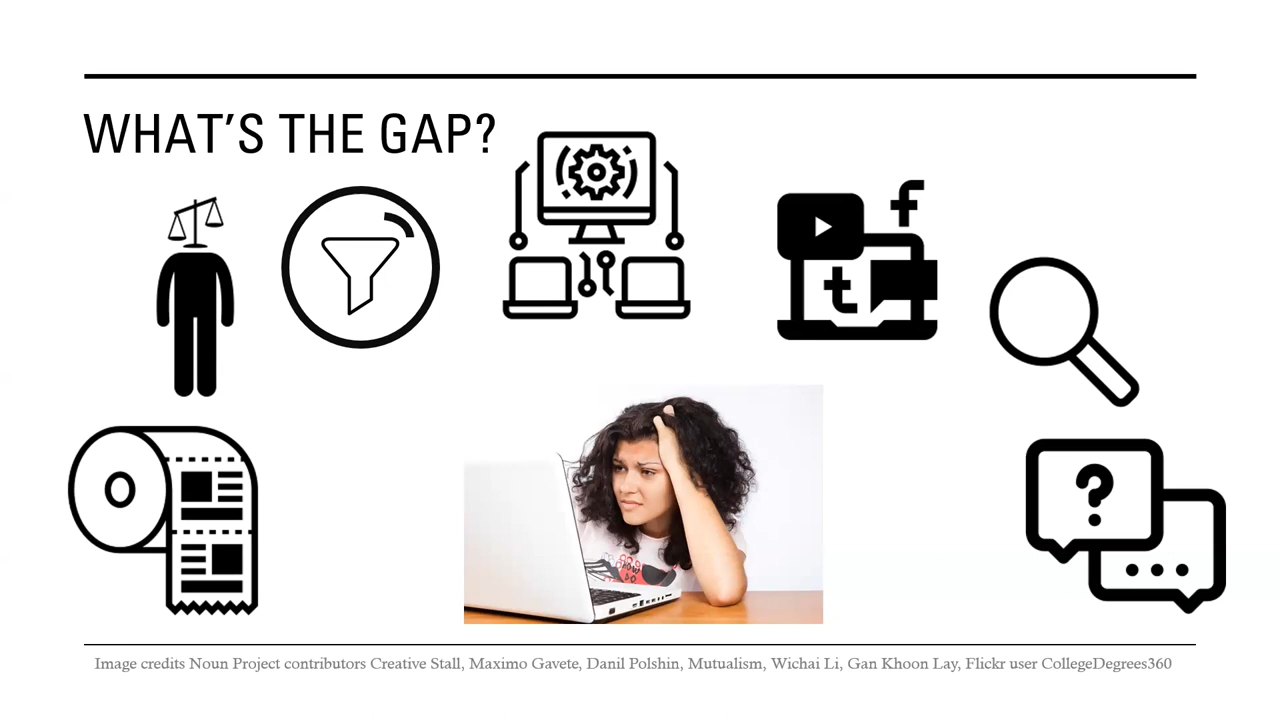 WHAT'S THE GAP?
f
t
?
Image credits Noun Project contributors Creative Stall, Maximo Gavete, Danil Polshin, Mutualism, Wichai Li, Gan Khoon Lay, Flickr user CollegeDegrees360